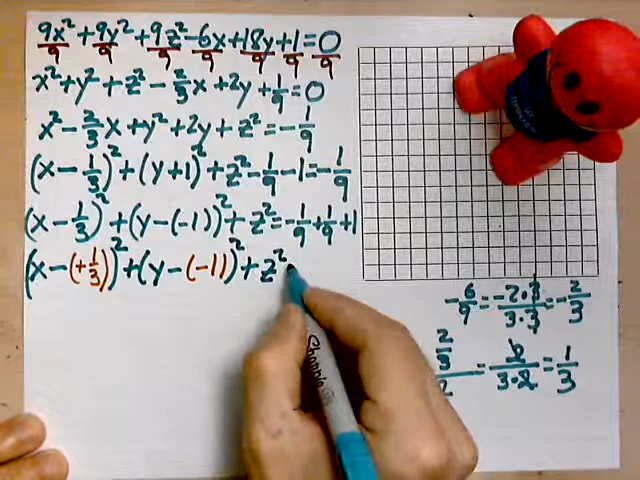 9x²/9 + 9y²/9 + 9z²/9 - 6x/9 + 18y/9 + 1/9 = 0/9
x² + y² + z² - 2/3x + 2y + 1/9 = 0
x² - 2/3x + y² + 2y + z² = -1/9
(x - 1/3)² + (y + 1)² + z² - 1/9 - 1 = -1/9
(x - 1/3)² + (y - (-1))² + z² = -1/9 + 1/9 + 1
(x - (+1/3))² + (y - (-1))² + z²
-6/9 = -2·3/3·3 = -2/3
2/3/2 = 2/3·2 = 1/3
Sharpie